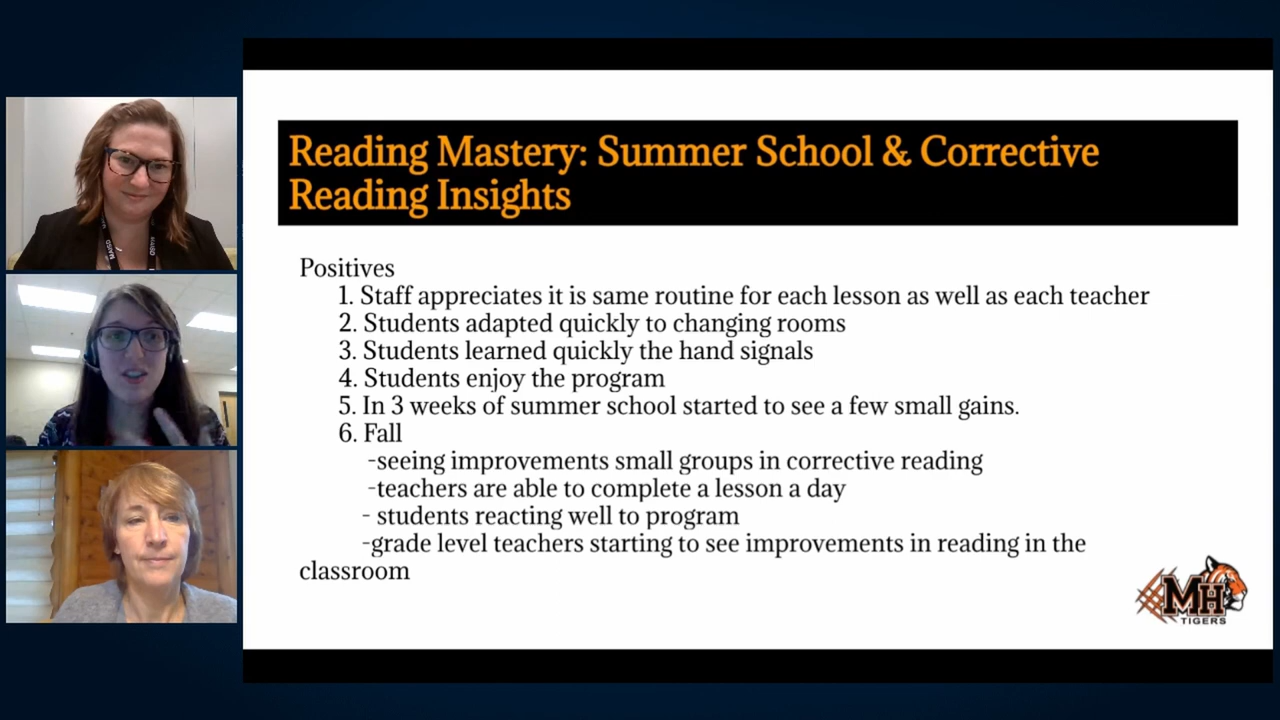 Reading Mastery: Summer School & Corrective
Reading Insights
Positives
1. Staff appreciates it is same routine for each lesson as well as each teacher
2. Students adapted quickly to changing rooms
3. Students learned quickly the hand signals
4. Students enjoy the program
5. In 3 weeks of summer school started to see a few small gains.
6. Fall
-seeing improvements small groups in corrective reading
-teachers are able to complete a lesson a day
- students reacting well to program
-grade level teachers starting to see improvements in reading in the
classroom
MH
TIGERS